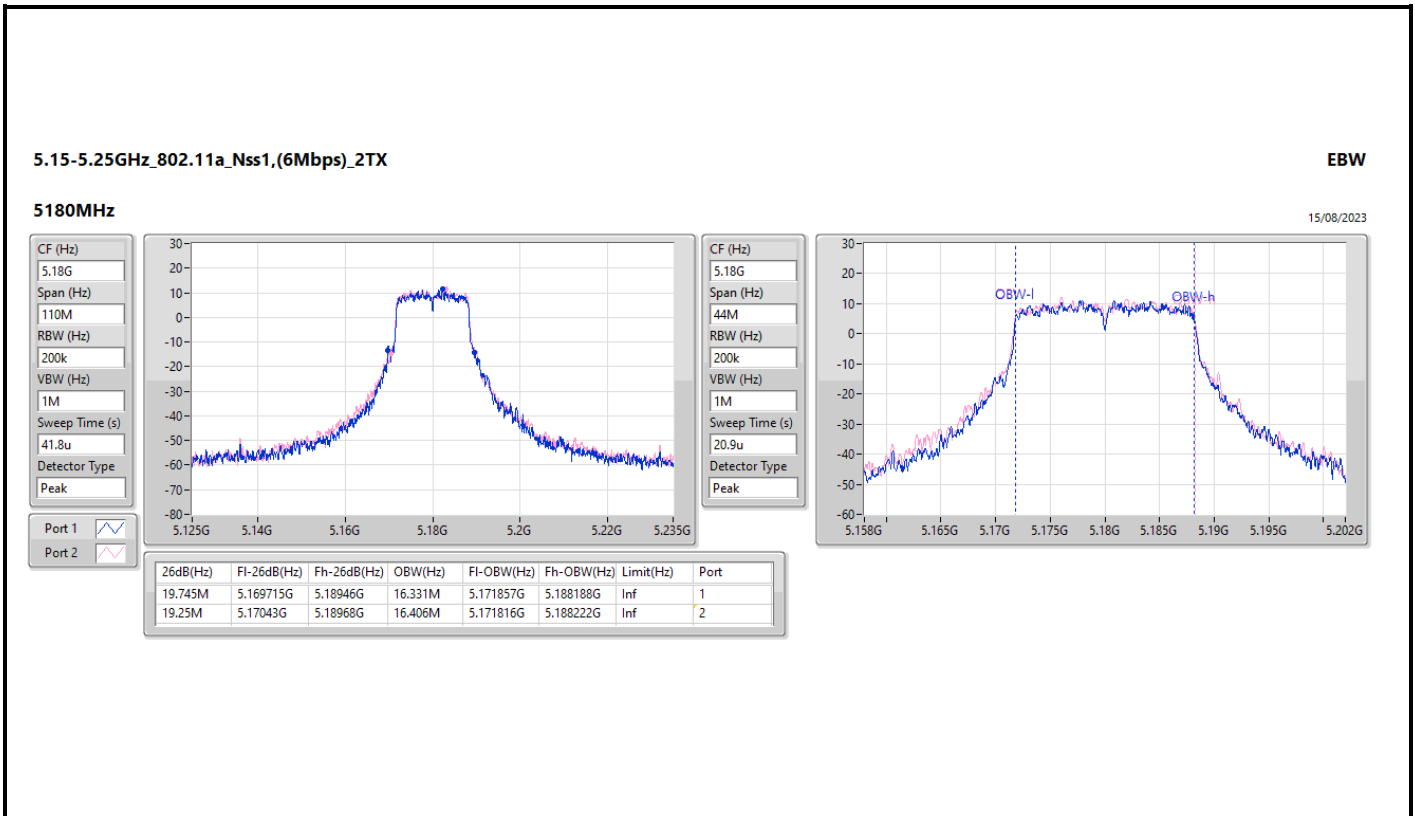 5.15-5.25GHz_802.11a_Nss1,(6Mbps)_2TX
EBW
5180MHz
15/08/2023
CF (Hz)
5.18G
Span (Hz)
110M
RBW (Hz)
200k
VBW (Hz)
1M
Sweep Time (s)
41.8u
Detector Type
Peak
Port 1
Port 2
30
20
10
0
-10
-20
-30
-40
-50
-60
-70
-80
5.125G 5.14G 5.16G 5.18G 5.2G 5.22G 5.235G
CF (Hz)
5.18G
Span (Hz)
44M
RBW (Hz)
200k
VBW (Hz)
1M
Sweep Time (s)
20.9u
Detector Type
Peak
30
20
10
0
-10
-20
-30
-40
-50
-60
OBW-l OBW-h
5.158G 5.165G 5.17G 5.175G 5.18G 5.185G 5.19G 5.195G 5.202G
26dB(Hz) Fl-26dB(Hz) Fh-26dB(Hz) OBW(Hz) Fl-OBW(Hz) Fh-OBW(Hz) Limit(Hz) Port
19.745M 5.169715G 5.18946G 16.331M 5.171857G 5.188188G Inf 1
19.25M 5.17043G 5.18968G 16.406M 5.171816G 5.188222G Inf 2